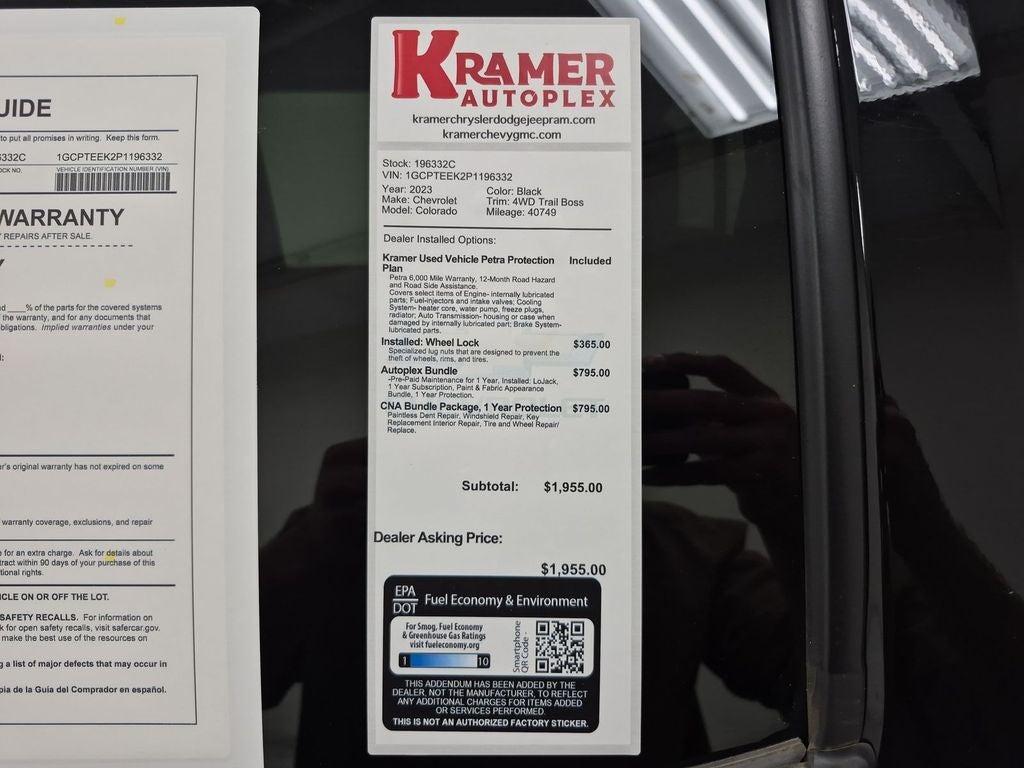 UIDE
to put all promises in writing. Keep this form.
332C 1GCPTEEK2P1196332
OCK NO. VEHICLE IDENTIFICATION NUMBER (VIN)
WARRANTY
REPAIRS AFTER SALE.
____% of the parts for the covered systems
the warranty, and for any documents that
obligations. Implied warranties under your
er's original warranty has not expired on some
warranty coverage, exclusions, and repair
for an extra charge. Ask for details about
tract within 90 days of your purchase of this
tional rights.
ICLE ON OR OFF THE LOT.
SAFETY RECALLS. For information on
k for open safety recalls, visit safercar.gov.
make the best use of the resources on
g a list of major defects that may occur in
pia de la Guia del Comprador en español.
KRAMER
AUTOPLEX
kramerchryslerdodgejeepram.com
kramerchevygmc.com
Stock: 196332C
VIN: 1GCPTEEK2P1196332
Year: 2023 Color: Black
Make: Chevrolet Trim: 4WD Trail Boss
Model: Colorado Mileage: 40749
Dealer Installed Options:
Kramer Used Vehicle Petra Protection Included
Plan
Petra 6,000 Mile Warranty, 12-Month Road Hazard
and Road Side Assistance.
Covers select items of Engine- internally lubricated
parts; Fuel-injectors and intake valves; Cooling
System- heater core, water pump, freeze plugs,
radiator; Auto Transmission- housing or case when
damaged by internally lubricated part; Brake System-
lubricated parts.
Installed: Wheel Lock $365.00
Specialized lug nuts that are designed to prevent the
theft of wheels, rims, and tires.
Autoplex Bundle $795.00
-Pre-Paid Maintenance for 1 Year, Installed: LoJack,
1 Year Subscription, Paint & Fabric Appearance
Bundle, 1 Year Protection.
CNA Bundle Package, 1 Year Protection $795.00
Paintless Dent Repair, Windshield Repair, Key
Replacement Interior Repair, Tire and Wheel Repair/
Replace.
Subtotal: $1,955.00
Dealer Asking Price:
$1,955.00
EPA
DOT Fuel Economy & Environment
For Smog, Fuel Economy
& Greenhouse Gas Ratings
visit fueleconomy.org
1 10
Smartphone
QR Code -
THIS ADDENDUM HAS BEEN ADDED BY THE
DEALER, NOT THE MANUFACTURER, TO REFLECT
ANY ADDITIONAL CHARGES FOR ITEMS ADDED
OR SERVICES PERFORMED.
THIS IS NOT AN AUTHORIZED FACTORY STICKER.